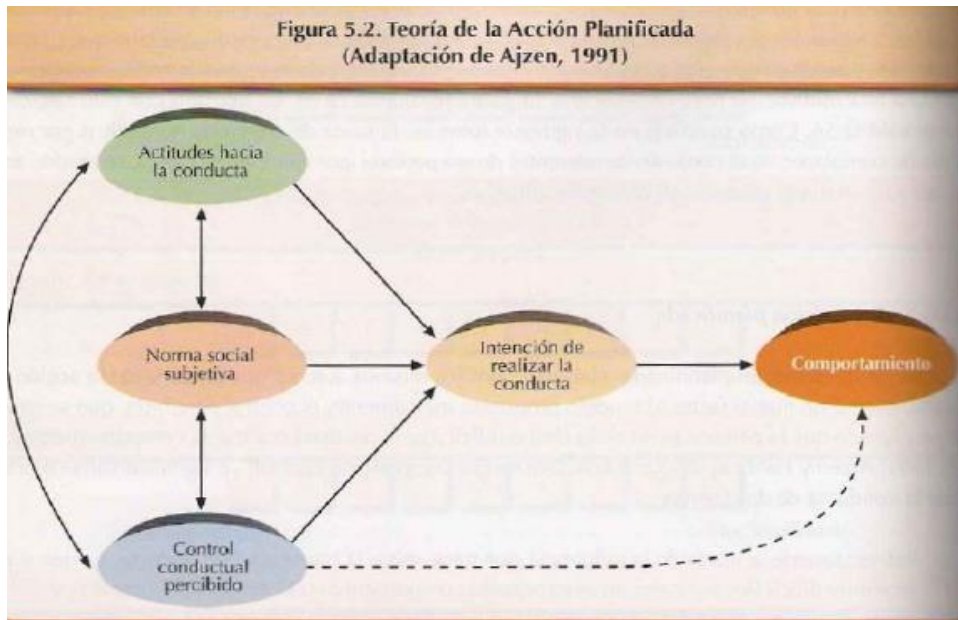 Figura 5.2. Teoría de la Acción Planificada
(Adaptación de Ajzen, 1991)
Actitudes hacia
la conducta
Norma social
subjetiva
Intención de
realizar la
conducta
Comportamiento
Control
conductual
percibido